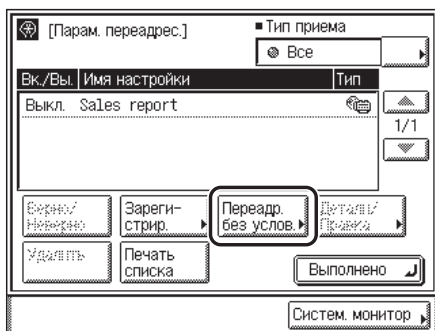 [Парам. переадрес.]
■ Тип приема
Все
Вк./Вы. Имя настройки Тип
Выкл. Sales report
1/1
Верно/
Неверно
Зареги-
стрир.
Переадр.
без услов.
Детали/
Правка
Удалить
Печать
списка
Выполнено
Систем. монитор